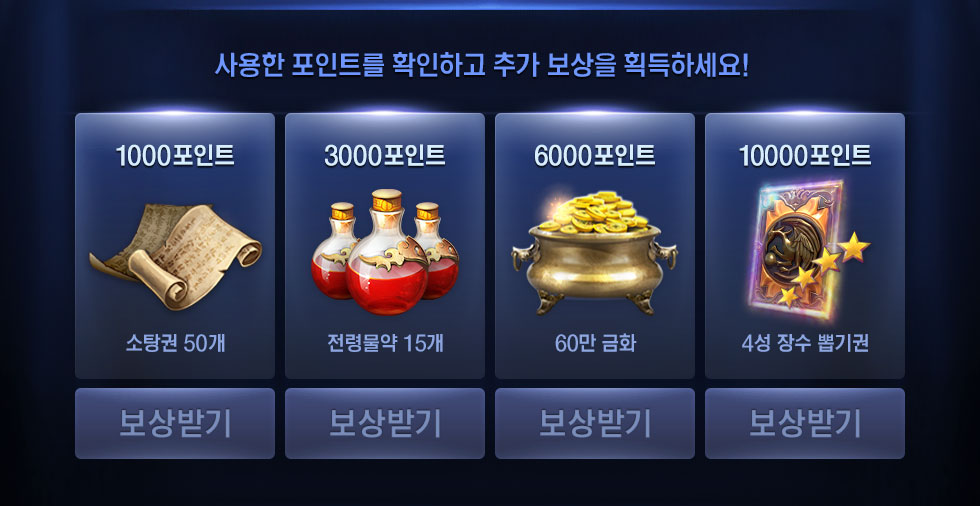 사용한 포인트를 확인하고 추가 보상을 획득하세요!
1000포인트
3000포인트
6000포인트
10000포인트
소탕권 50개
전령물약 15개
60만 금화
4성 장수 뽑기권
보상받기
보상받기
보상받기
보상받기